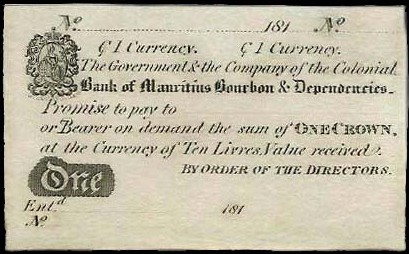 No. 181 No.
₵ 1 Currency. ₵ 1 Currency.
The Government & the Company of the Colonial
Bank of Mauritius Bourbon & Dependencies.
Promise to pay to
or Bearer on demand the sum of ONE CROWN,
at the Currency of Ten Livres, Value received.
One
BY ORDER OF THE DIRECTORS.
Entd. 181
No.